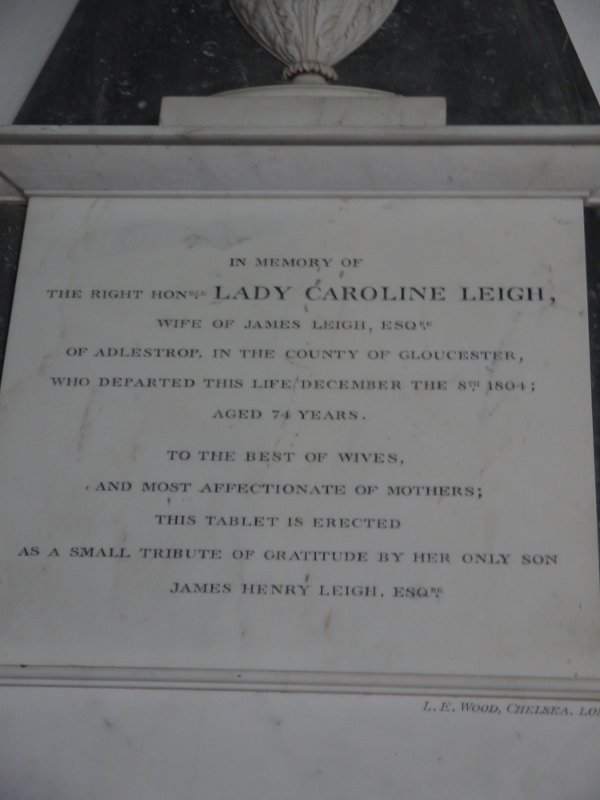 IN MEMORY OF
THE RIGHT HONBLE LADY CAROLINE LEIGH,
WIFE OF JAMES LEIGH, ESQRE
OF ADLESTROP, IN THE COUNTY OF GLOUCESTER,
WHO DEPARTED THIS LIFE DECEMBER THE 8TH 1804;
AGED 74 YEARS.
TO THE BEST OF WIVES,
AND MOST AFFECTIONATE OF MOTHERS;
THIS TABLET IS ERECTED
AS A SMALL TRIBUTE OF GRATITUDE BY HER ONLY SON
JAMES HENRY LEIGH. ESQRE
L. E. WOOD, CHELSEA. LO